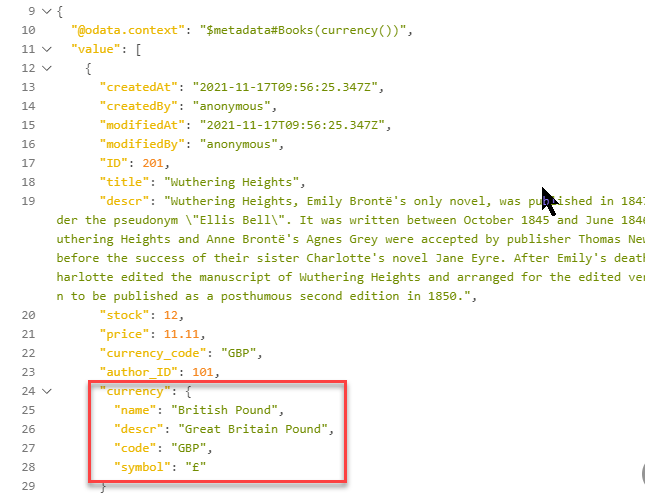 9 {
10 "@odata.context": "$metadata#Books(currency())",
11 "value": [
12 {
13 "createdAt": "2021-11-17T09:56:25.347Z",
14 "createdBy": "anonymous",
15 "modifiedAt": "2021-11-17T09:56:25.347Z",
16 "modifiedBy": "anonymous",
17 "ID": 201,
18 "title": "Wuthering Heights",
19 "descr": "Wuthering Heights, Emily Brontë's only novel, was published in 1847
der the pseudonym \"Ellis Bell\". It was written between October 1845 and June 1846
uthering Heights and Anne Brontë's Agnes Grey were accepted by publisher Thomas New
before the success of their sister Charlotte's novel Jane Eyre. After Emily's death
harlotte edited the manuscript of Wuthering Heights and arranged for the edited ver
n to be published as a posthumous second edition in 1850.",
20 "stock": 12,
21 "price": 11.11,
22 "currency_code": "GBP",
23 "author_ID": 101,
24 "currency": {
25 "name": "British Pound",
26 "descr": "Great Britain Pound",
27 "code": "GBP",
28 "symbol": "£"
29 }